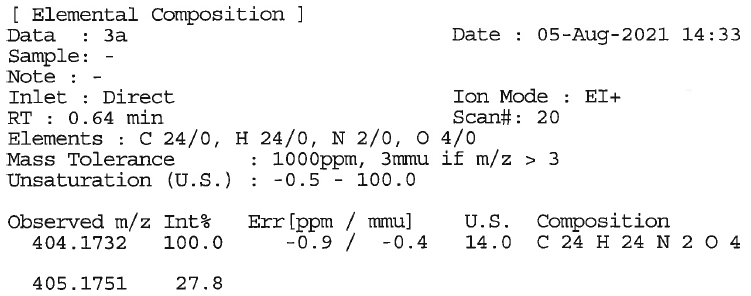 [ Elemental Composition ]
Data : 3a Date : 05-Aug-2021 14:33
Sample: -
Note : -
Inlet : Direct Ion Mode : EI+
RT : 0.64 min Scan#: 20
Elements : C 24/0, H 24/0, N 2/0, O 4/0
Mass Tolerance : 1000ppm, 3mmu if m/z > 3
Unsaturation (U.S.) : -0.5 - 100.0
Observed m/z Int% Err[ppm / mmu] U.S. Composition
404.1732 100.0 -0.9 / -0.4 14.0 C 24 H 24 N 2 O 4
405.1751 27.8